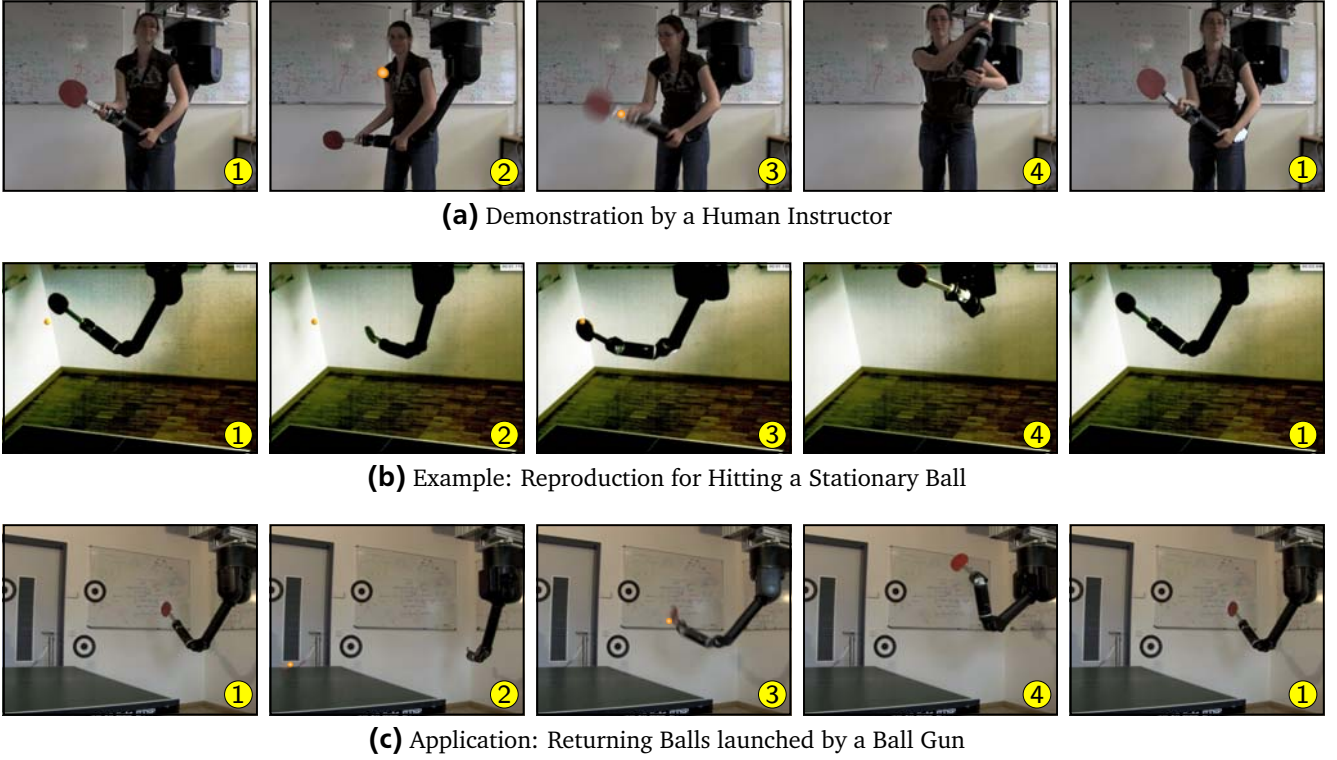 1 2 3 4 1
(a) Demonstration by a Human Instructor
1 2 3 4 1
(b) Example: Reproduction for Hitting a Stationary Ball
1 2 3 4 1
(c) Application: Returning Balls launched by a Ball Gun